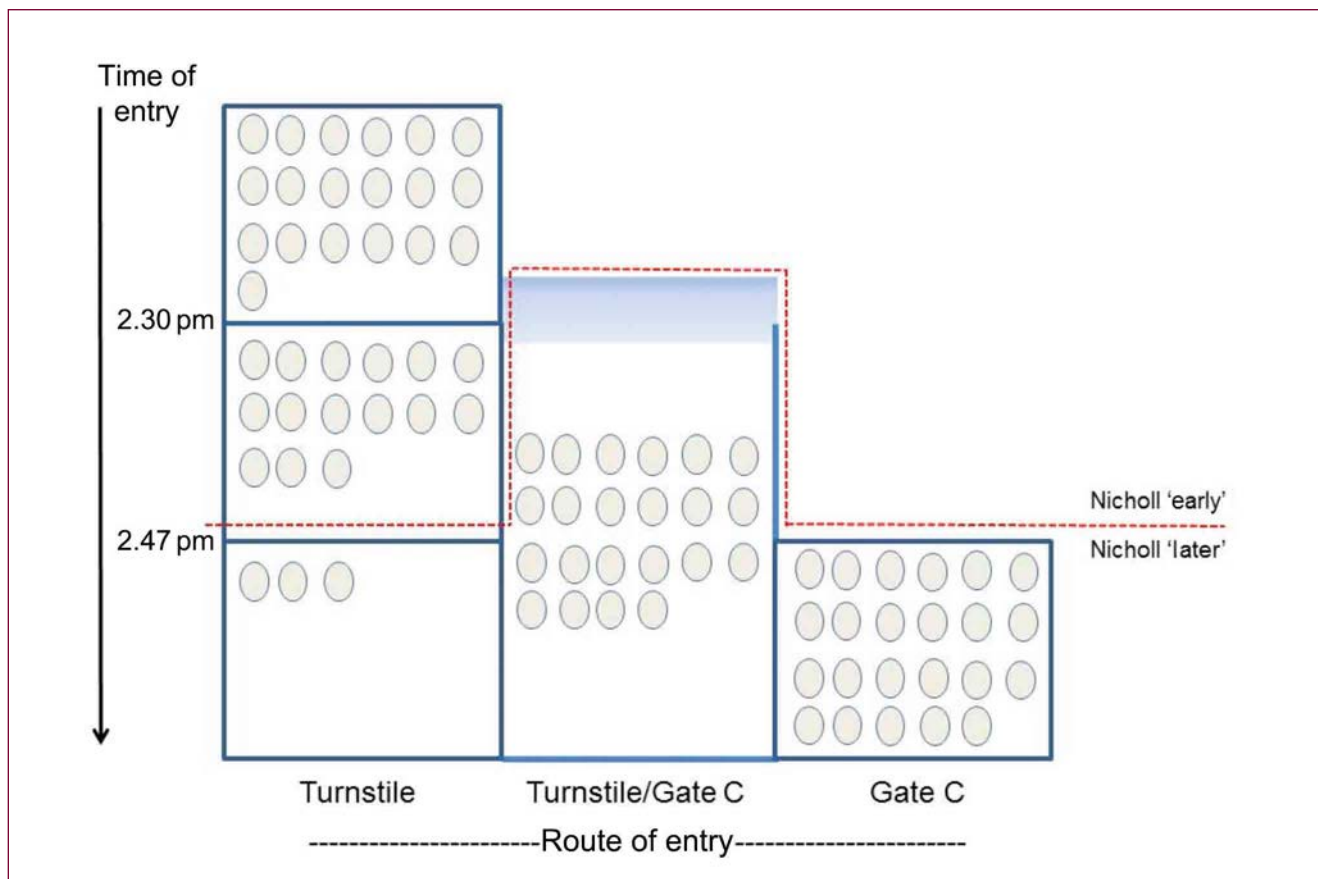 Time of
entry
2.30 pm
Nicholl ‘early’
2.47 pm
Nicholl ‘later’
Turnstile
Turnstile/Gate C
Gate C
-----------------------Route of entry-----------------------